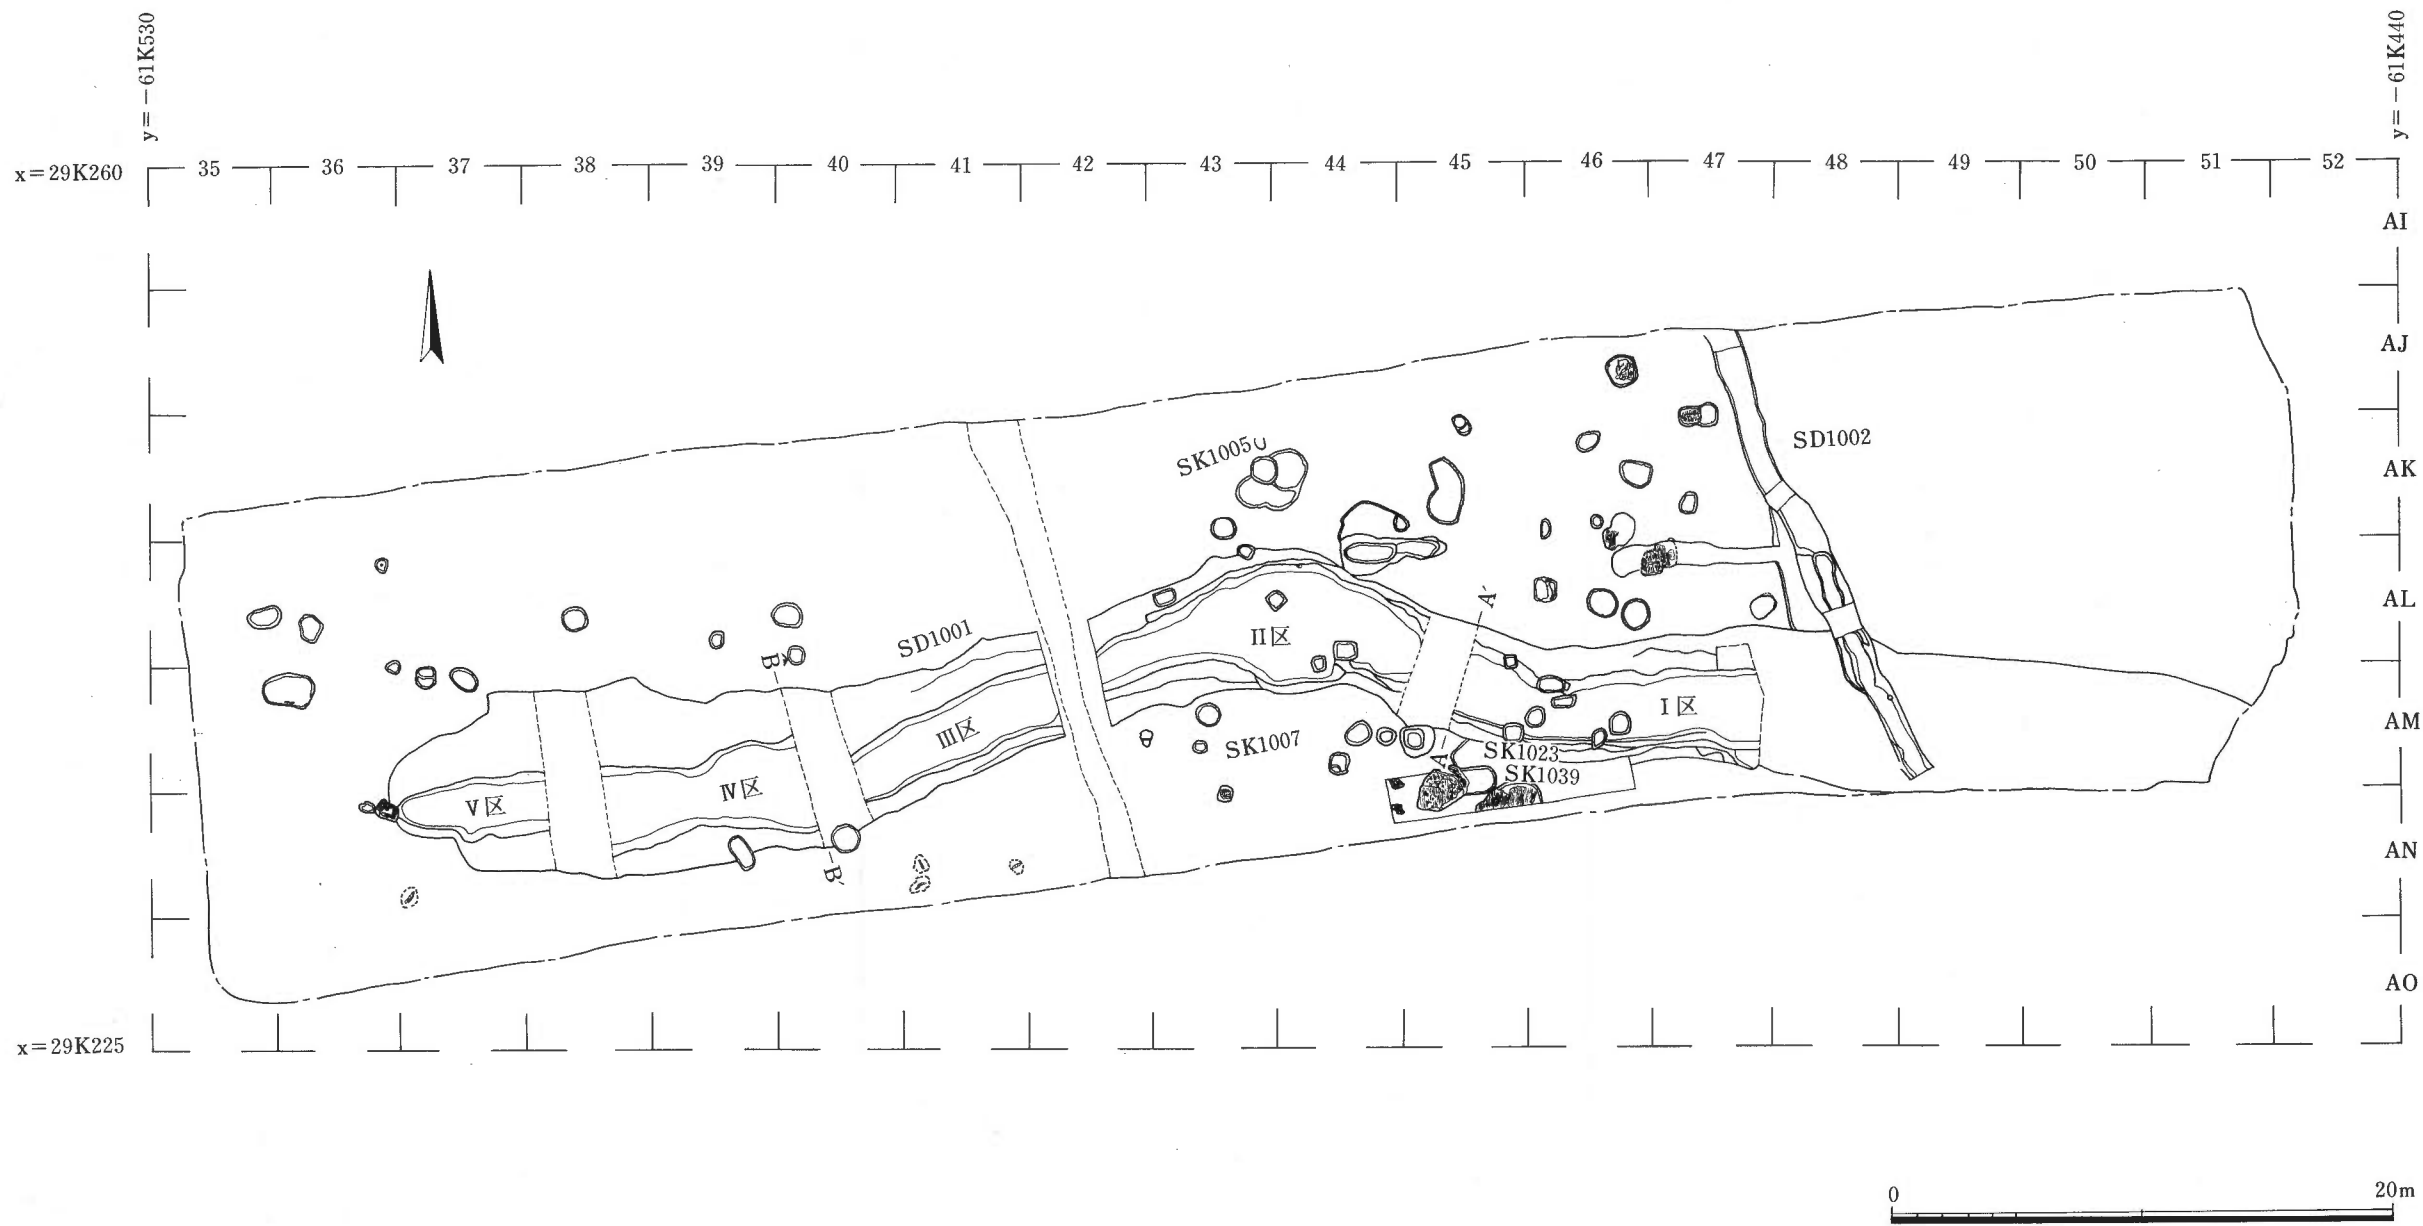 y=-61K530
y=-61K440
x=29K260
35
36
37
38
39
40
41
42
43
44
45
46
47
48
49
50
51
52
AI
AJ
SD1002
SK1005
AK
A′
AL
SD1001
II区
B
I区
AM
III区
SK1007
SK1023
A
SK1039
IV区
V区
AN
B′
AO
x=29K225
0
20m